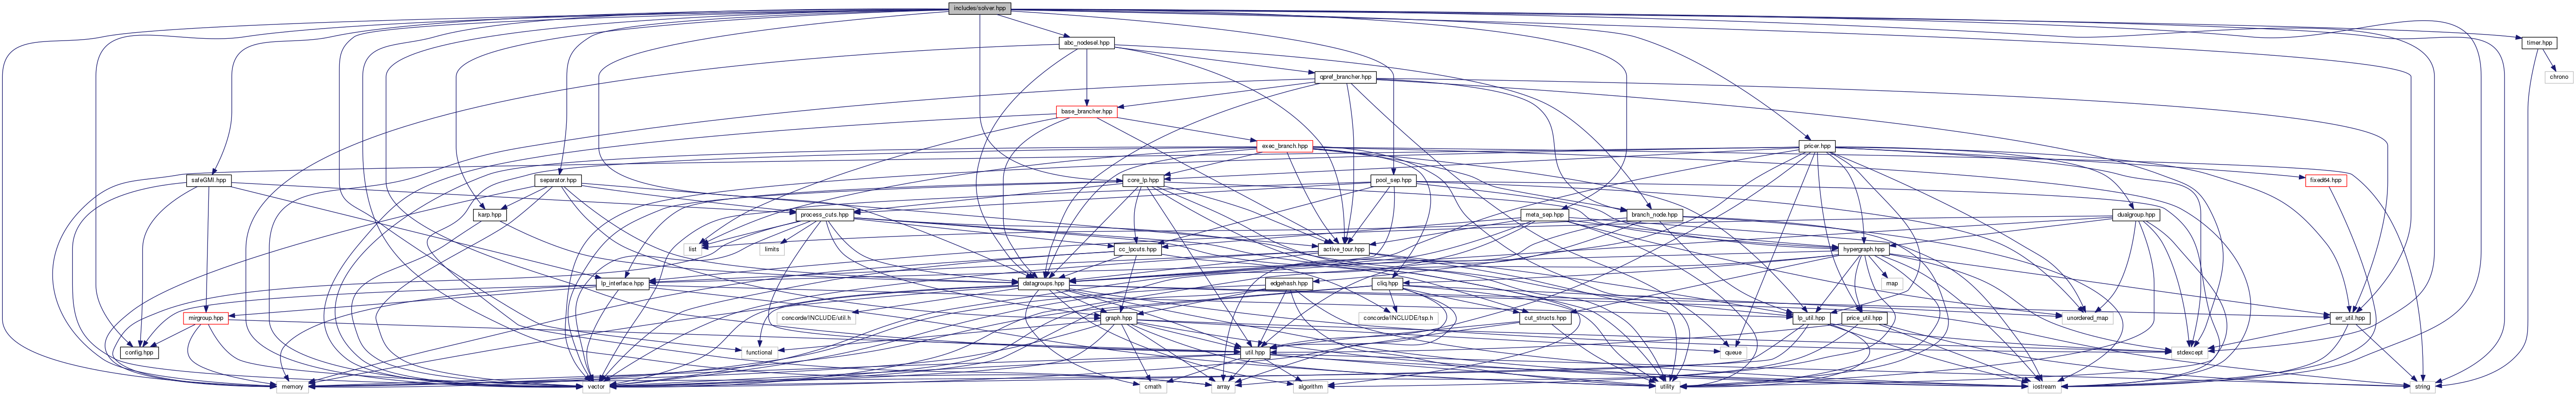 includes/solver.hpp
abc_nodesel.hpp
timer.hpp
qpref_brancher.hpp
chrono
base_brancher.hpp
exec_branch.hpp
pricer.hpp
safeGMI.hpp
separator.hpp
core_lp.hpp
pool_sep.hpp
fixed64.hpp
karp.hpp
process_cuts.hpp
meta_sep.hpp
branch_node.hpp
dualgroup.hpp
list
limits
cc_lpcuts.hpp
active_tour.hpp
hypergraph.hpp
lp_interface.hpp
datagroups.hpp
edgehash.hpp
cliq.hpp
map
mirgroup.hpp
concorde/INCLUDE/util.h
graph.hpp
concorde/INCLUDE/tsp.h
cut_structs.hpp
lp_util.hpp
price_util.hpp
unordered_map
err_util.hpp
config.hpp
functional
util.hpp
queue
stdexcept
memory
vector
cmath
array
algorithm
utility
iostream
string